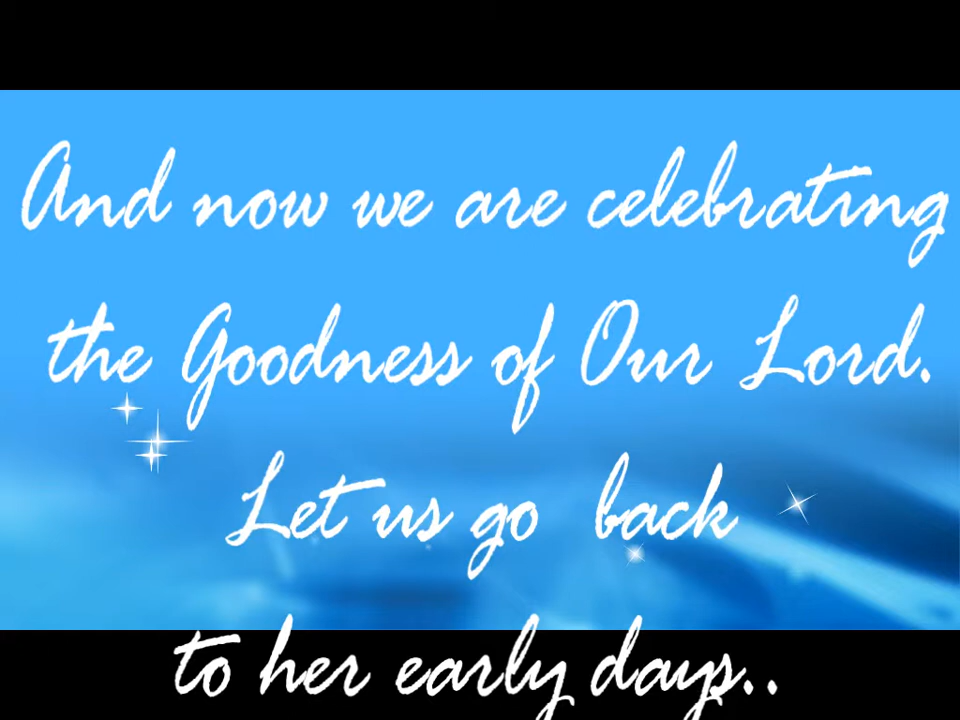 And now we are celebrating
the Goodness of Our Lord.
Let us go back
to her early days..